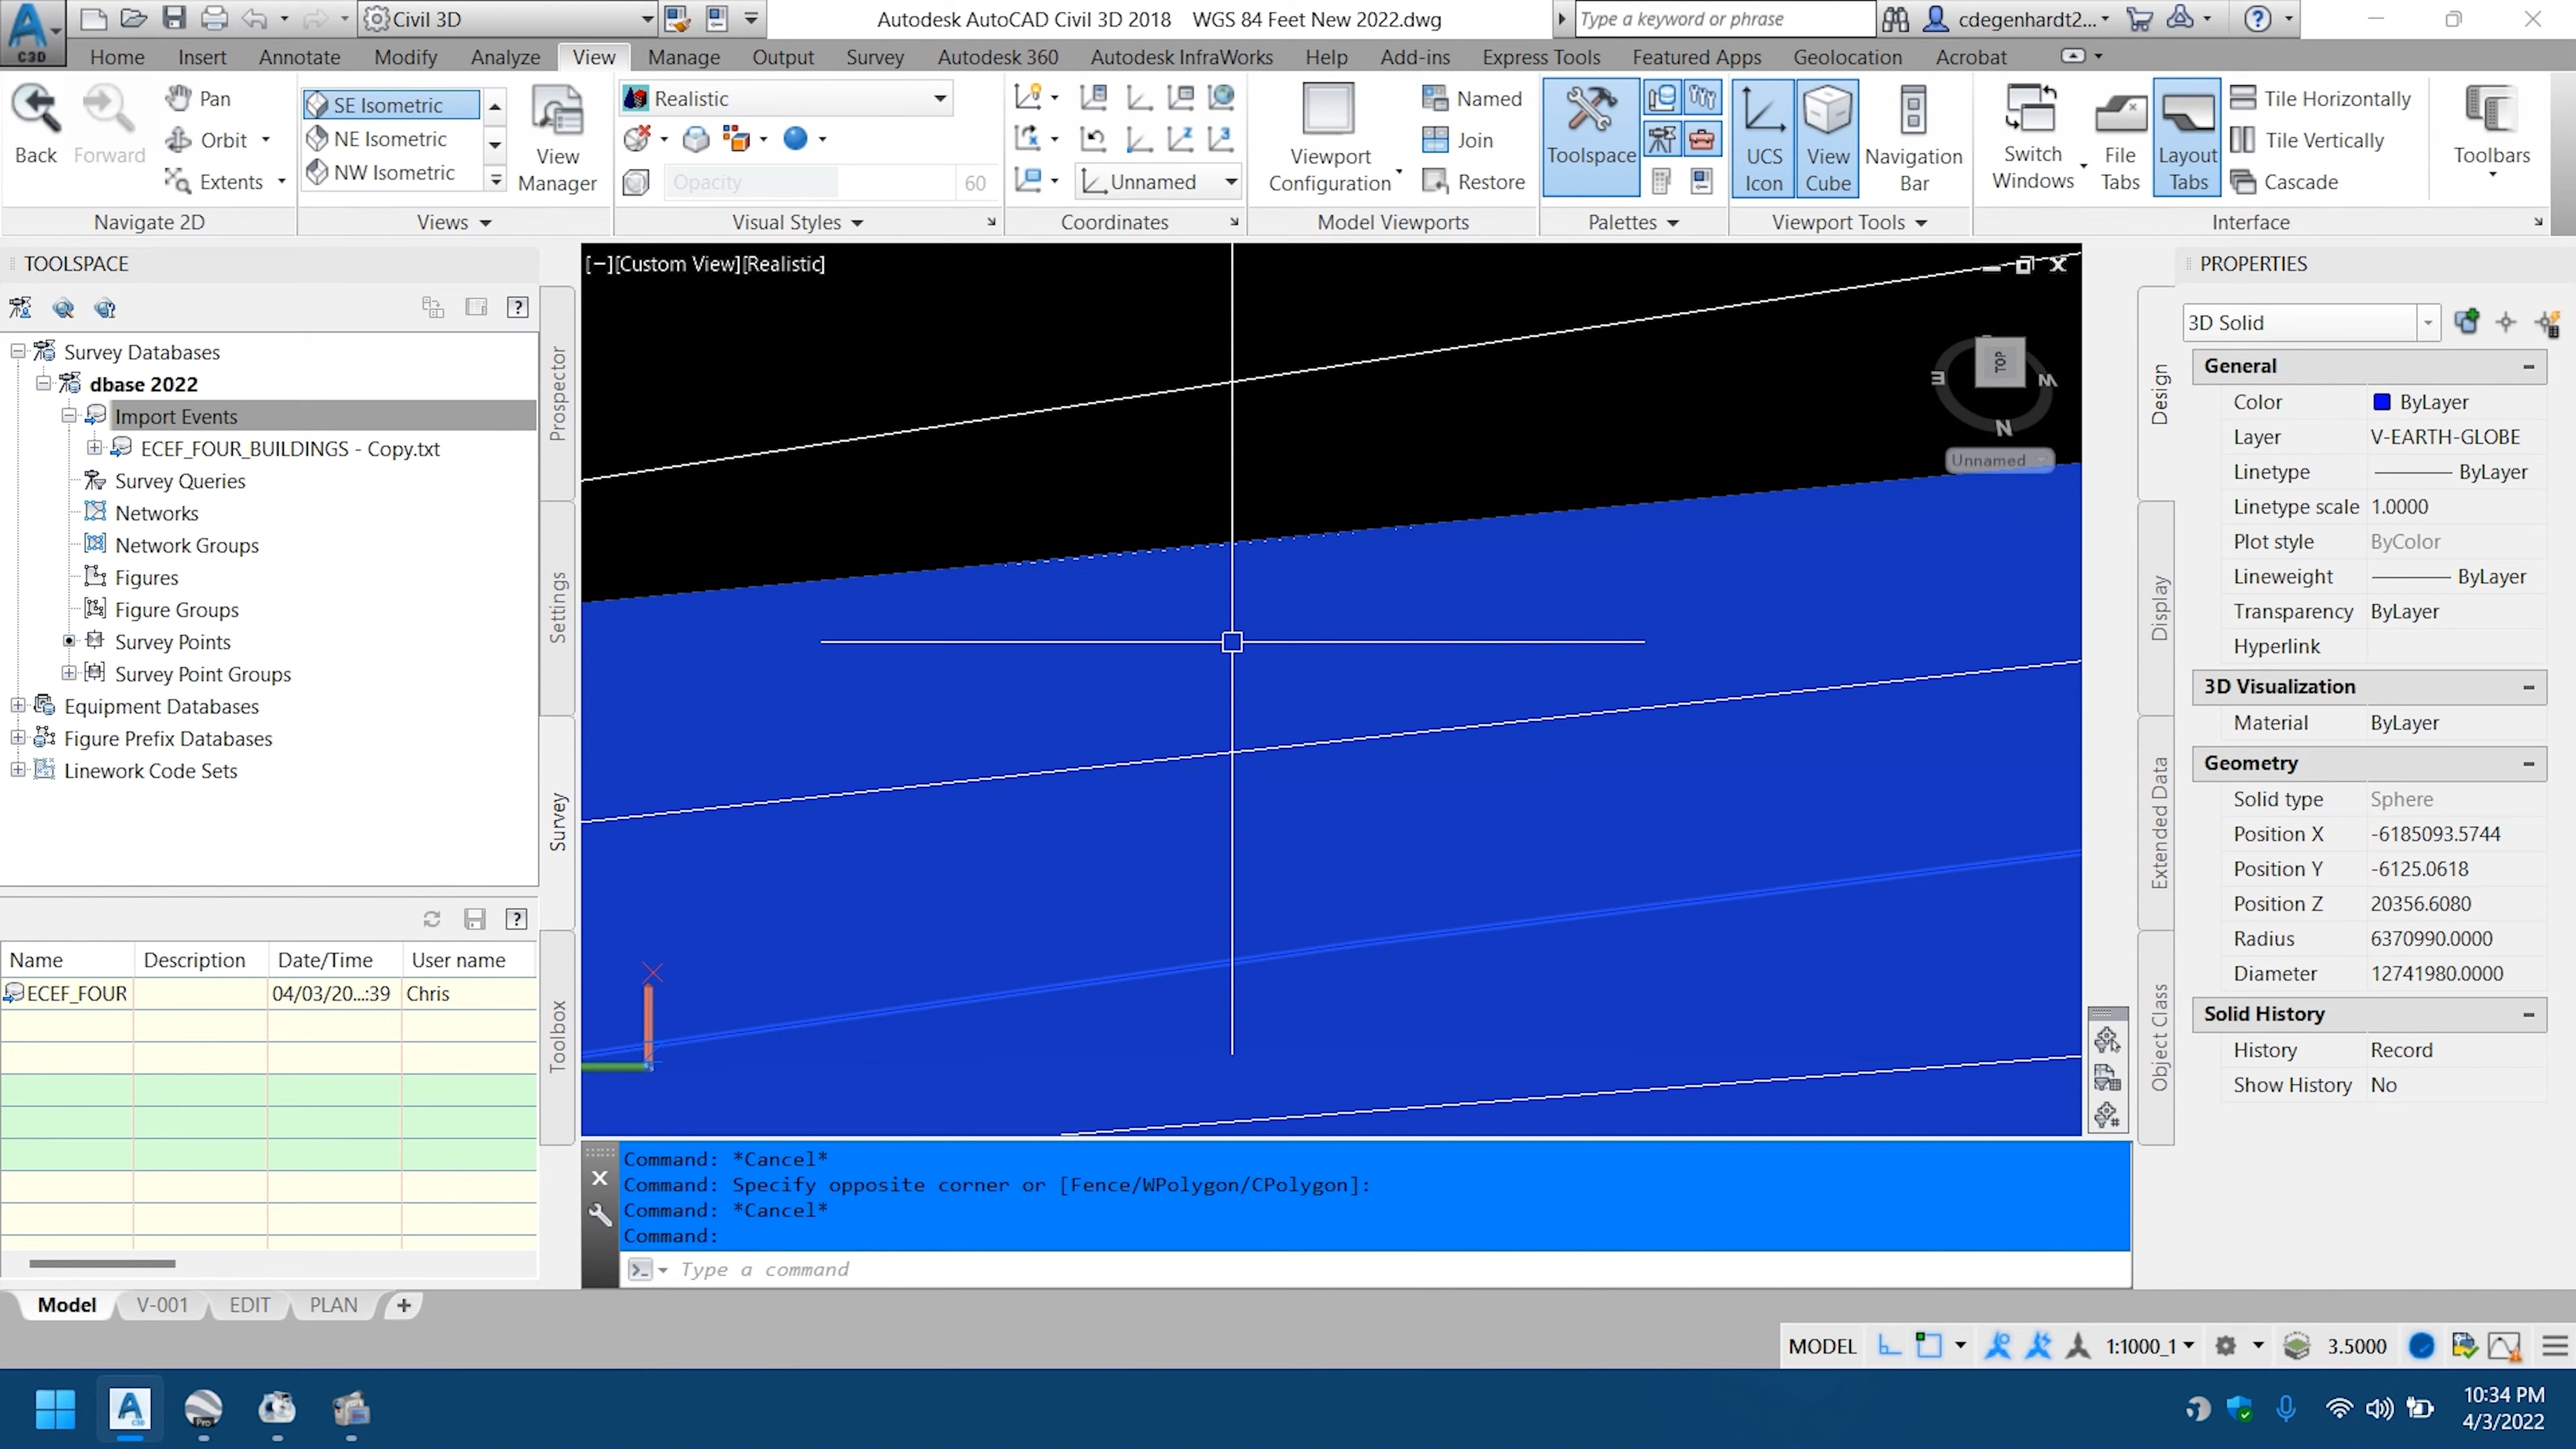 Civil 3D
Autodesk AutoCAD Civil 3D 2018 WGS 84 Feet New 2022.dwg
Type a keyword or phrase
cdegenhardt2...
C3D
Home Insert Annotate Modify Analyze View Manage Output Survey Autodesk 360 Autodesk InfraWorks Help Add-ins Express Tools Featured Apps Geolocation Acrobat
Back
Forward
Pan
Orbit
Extents
Navigate 2D
SE Isometric
NE Isometric
NW Isometric
View Manager
Views
Realistic
Opacity 60
Visual Styles
Unnamed
Coordinates
Viewport Configuration
Named
Join
Restore
Model Viewports
Toolspace
Palettes
UCS Icon
View Cube
Navigation Bar
Viewport Tools
Switch Windows
File Tabs
Layout Tabs
Tile Horizontally
Tile Vertically
Cascade
Toolbars
Interface
TOOLSPACE
Survey Databases
dbase 2022
Import Events
ECEF_FOUR_BUILDINGS - Copy.txt
Survey Queries
Networks
Network Groups
Figures
Figure Groups
Survey Points
Survey Point Groups
Equipment Databases
Figure Prefix Databases
Linework Code Sets
Prospector
Settings
Survey
Toolbox
Name Description Date/Time User name
ECEF_FOUR 04/03/20...:39 Chris
[−][Custom View][Realistic]
TOP
E
W
N
Unnamed
X
Command: *Cancel*
Command: Specify opposite corner or [Fence/WPolygon/CPolygon]:
Command: *Cancel*
Command:
Type a command
PROPERTIES
Design
Display
Extended Data
Object Class
3D Solid
General
Color ByLayer
Layer V-EARTH-GLOBE
Linetype ByLayer
Linetype scale 1.0000
Plot style ByColor
Lineweight ByLayer
Transparency ByLayer
Hyperlink
3D Visualization
Material ByLayer
Geometry
Solid type Sphere
Position X -6185093.5744
Position Y -6125.0618
Position Z 20356.6080
Radius 6370990.0000
Diameter 12741980.0000
Solid History
History Record
Show History No
Model V-001 EDIT PLAN +
MODEL 1:1000_1 3.5000
Pro
10:34 PM
4/3/2022